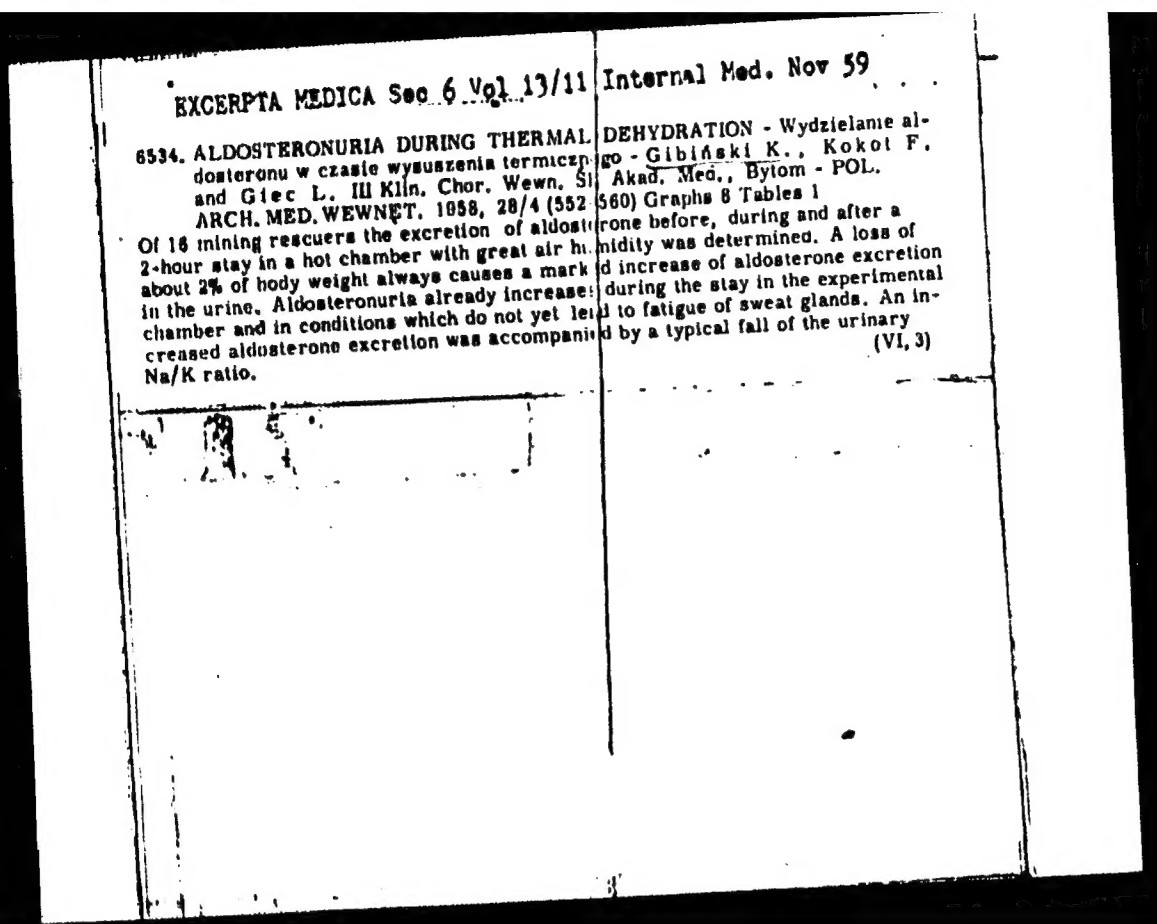 EXCERPTA MEDICA Sec 6 Vol 13/11 Internal Med. Nov 59
6534. ALDOSTERONURIA DURING THERMAL DEHYDRATION - Wydzielanie al-
dosteronu w czasie wysuszenia termicznego - Gibiński K., Kokot F.
and Giec L. III Klin. Chor. Wewn. Śl. Akad. Med., Bytom - POL.
ARCH. MED. WEWNĘT. 1958, 28/4 (552-560) Graphs 8 Tables 1
Of 16 mining rescuers the excretion of aldosterone before, during and after a
2-hour stay in a hot chamber with great air humidity was determined. A loss of
about 2% of body weight always causes a marked increase of aldosterone excretion
in the urine. Aldosteronuria already increases during the stay in the experimental
chamber and in conditions which do not yet lead to fatigue of sweat glands. An in-
creased aldosterone excretion was accompanied by a typical fall of the urinary
Na/K ratio.
(VI, 3)